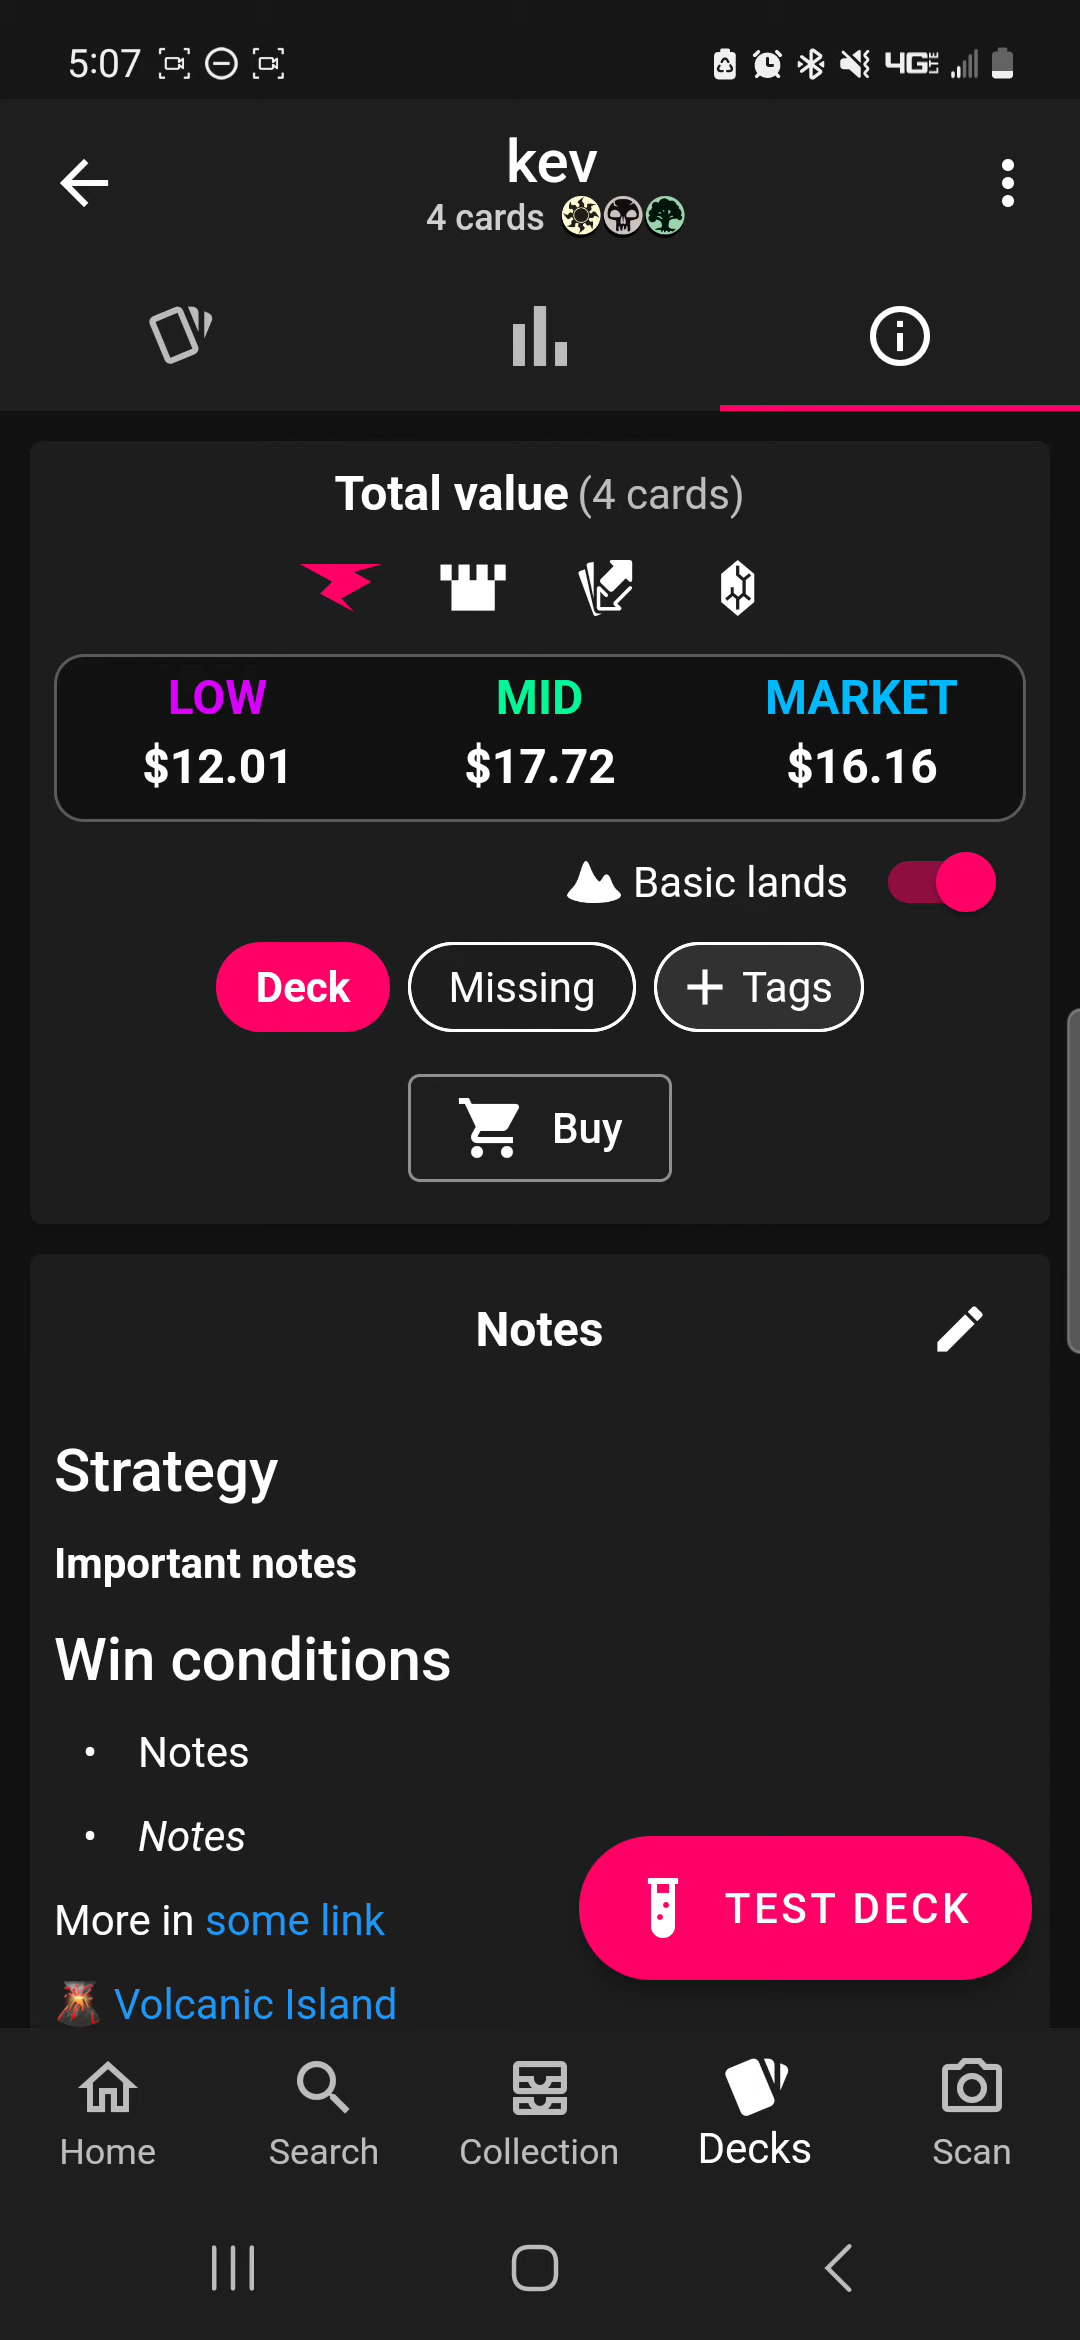 5:07
4G LTE
kev
4 cards
Total value (4 cards)
LOW MID MARKET
$12.01 $17.72 $16.16
Basic lands
Deck Missing + Tags
Buy
Notes
Strategy
Important notes
Win conditions
• Notes
• Notes
More in some link
TEST DECK
🌋 Volcanic Island
Home Search Collection Decks Scan